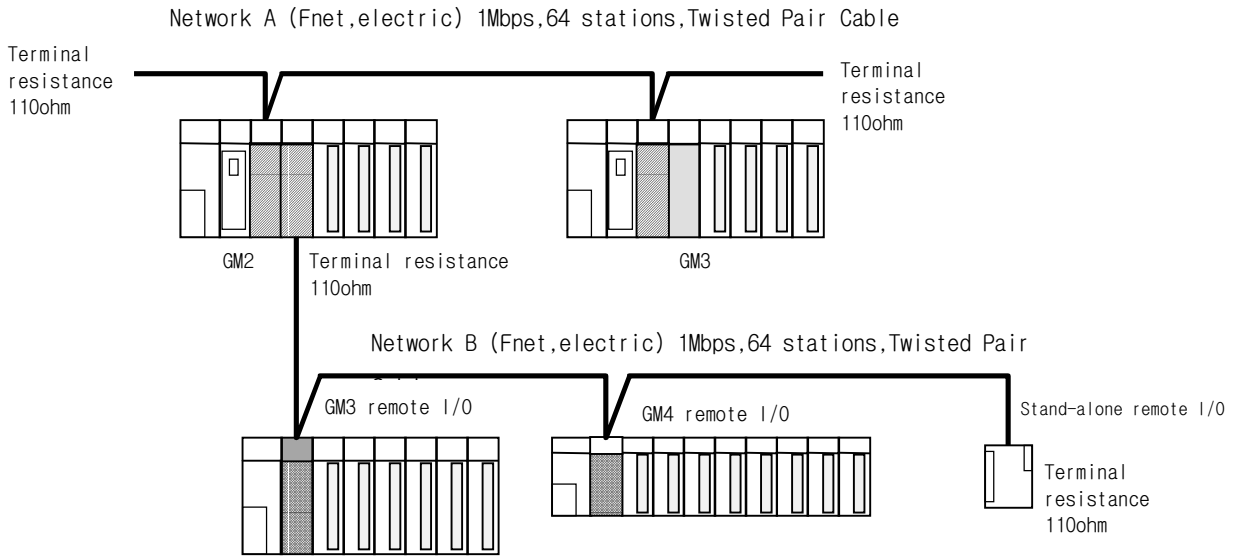 Network A (Fnet,electric) 1Mbps,64 stations,Twisted Pair Cable
Terminal
resistance
110ohm
Terminal
resistance
110ohm
GM2
Terminal resistance
110ohm
GM3
Network B (Fnet,electric) 1Mbps,64 stations,Twisted Pair
GM3 remote I/O
GM4 remote I/O
Stand-alone remote I/O
Terminal
resistance
110ohm